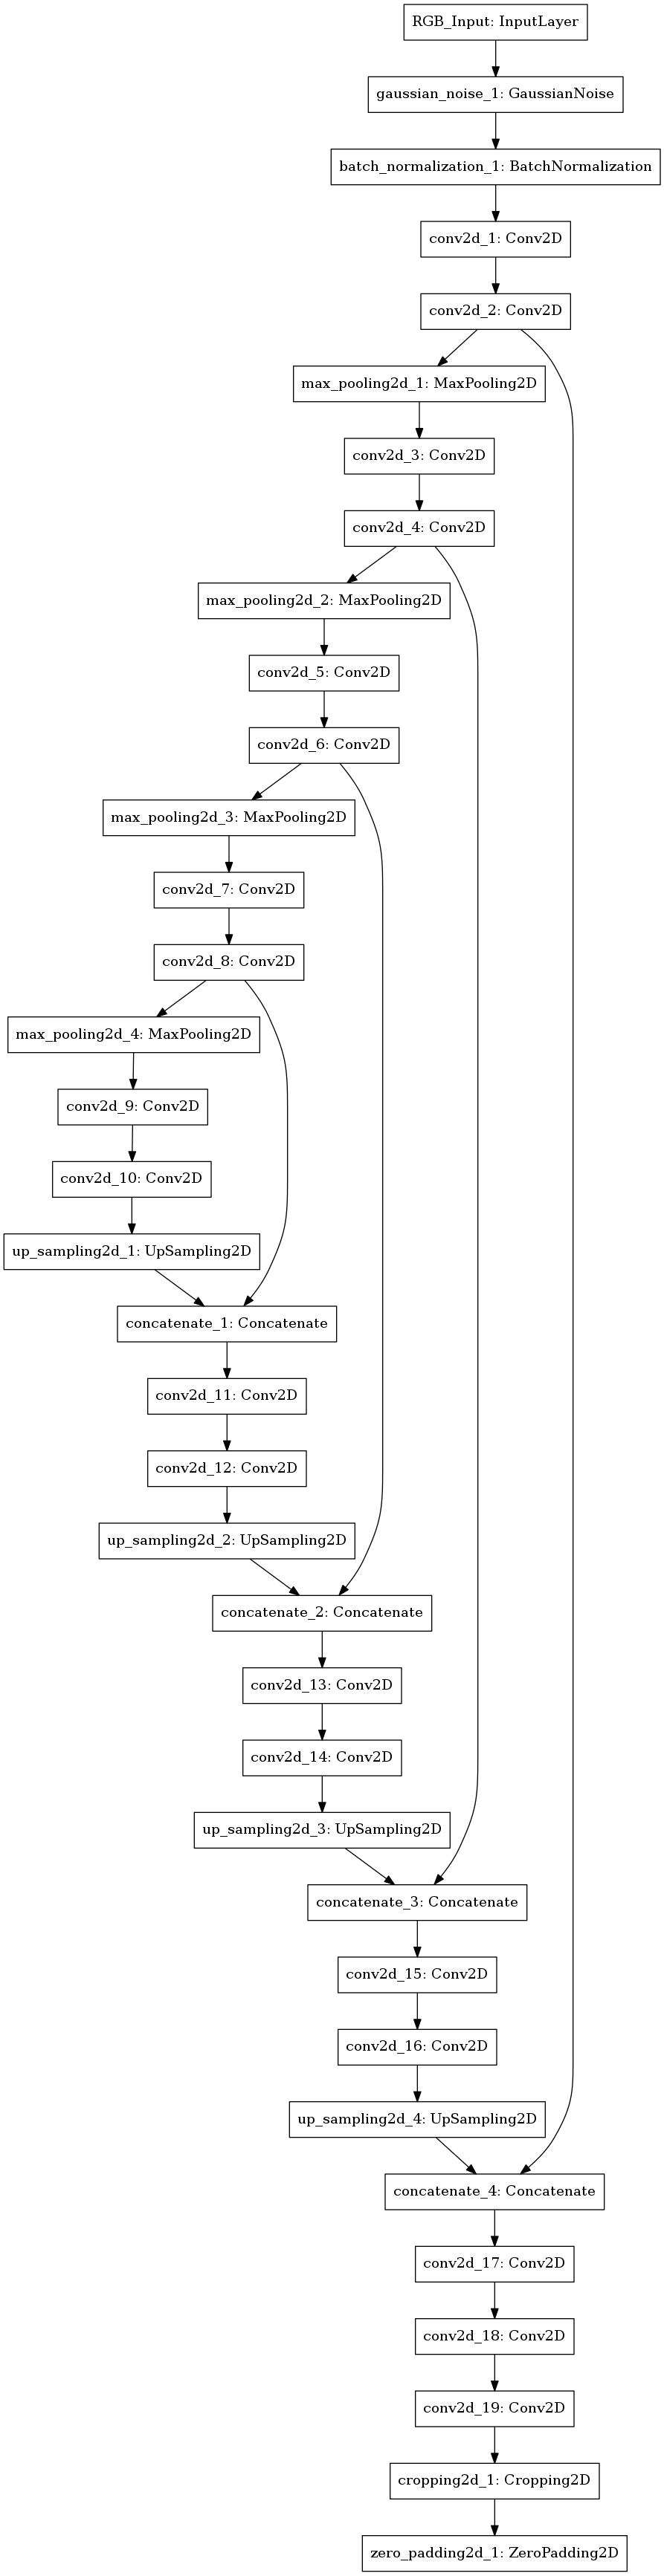 RGB_Input: InputLayer
gaussian_noise_1: GaussianNoise
batch_normalization_1: BatchNormalization
conv2d_1: Conv2D
conv2d_2: Conv2D
max_pooling2d_1: MaxPooling2D
conv2d_3: Conv2D
conv2d_4: Conv2D
max_pooling2d_2: MaxPooling2D
conv2d_5: Conv2D
conv2d_6: Conv2D
max_pooling2d_3: MaxPooling2D
conv2d_7: Conv2D
conv2d_8: Conv2D
max_pooling2d_4: MaxPooling2D
conv2d_9: Conv2D
conv2d_10: Conv2D
up_sampling2d_1: UpSampling2D
concatenate_1: Concatenate
conv2d_11: Conv2D
conv2d_12: Conv2D
up_sampling2d_2: UpSampling2D
concatenate_2: Concatenate
conv2d_13: Conv2D
conv2d_14: Conv2D
up_sampling2d_3: UpSampling2D
concatenate_3: Concatenate
conv2d_15: Conv2D
conv2d_16: Conv2D
up_sampling2d_4: UpSampling2D
concatenate_4: Concatenate
conv2d_17: Conv2D
conv2d_18: Conv2D
conv2d_19: Conv2D
cropping2d_1: Cropping2D
zero_padding2d_1: ZeroPadding2D